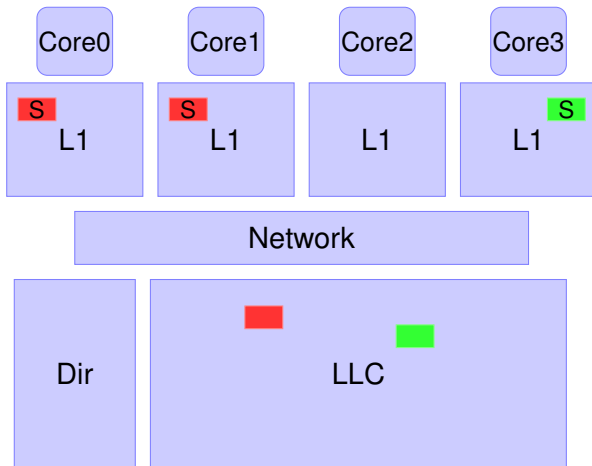 Core0
Core1
Core2
Core3
S
S
S
L1
L1
L1
L1
Network
Dir
LLC